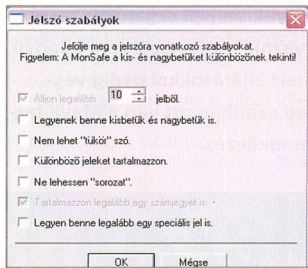 Jelszó szabályok
Jelölje meg a jelszóra vonatkozó szabályokat.
Figyelem: A MonSafe a kis- és nagybetűket különbözőnek tekinti!
Álljon legalább 10 jelből.
Legyenek benne kisbetűk és nagybetűk is.
Nem lehet "tükör" szó.
Különböző jeleket tartalmazzon.
Ne lehessen "sorozat".
Tartalmazzon legalább egy számjegyet is.
Legyen benne legalább egy speciális jel is.
OK Mégse